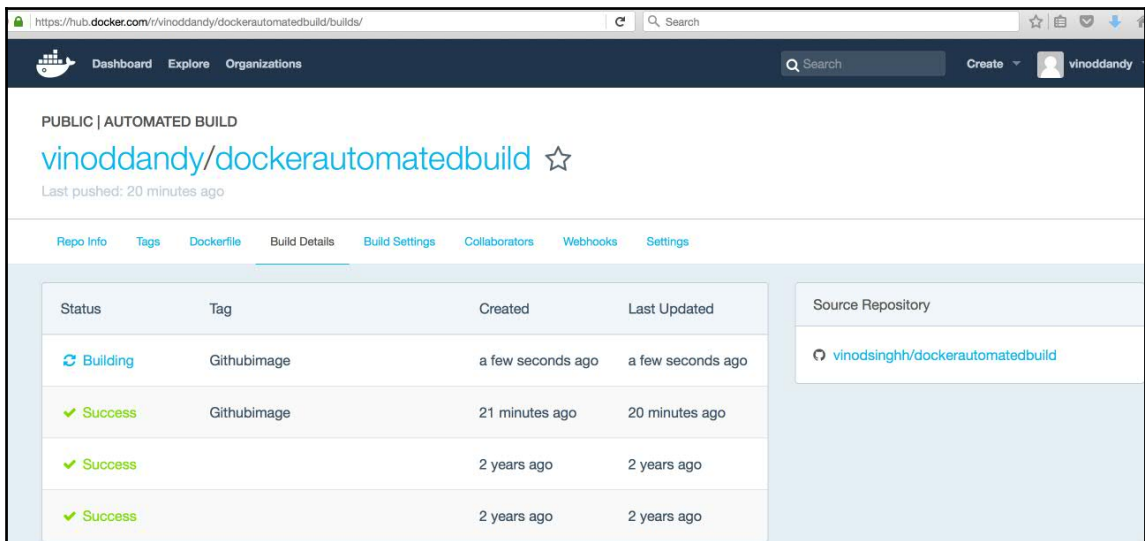 https://hub.docker.com/r/vinoddandy/dockerautomatedbuild/builds/ Search
Dashboard Explore Organizations Search Create vinoddandy
PUBLIC | AUTOMATED BUILD
vinoddandy/dockerautomatedbuild
Last pushed: 20 minutes ago
Repo Info Tags Dockerfile Build Details Build Settings Collaborators Webhooks Settings
Status Tag Created Last Updated Source Repository
Building Githubimage a few seconds ago a few seconds ago vinodsinghh/dockerautomatedbuild
Success Githubimage 21 minutes ago 20 minutes ago
Success 2 years ago 2 years ago
Success 2 years ago 2 years ago